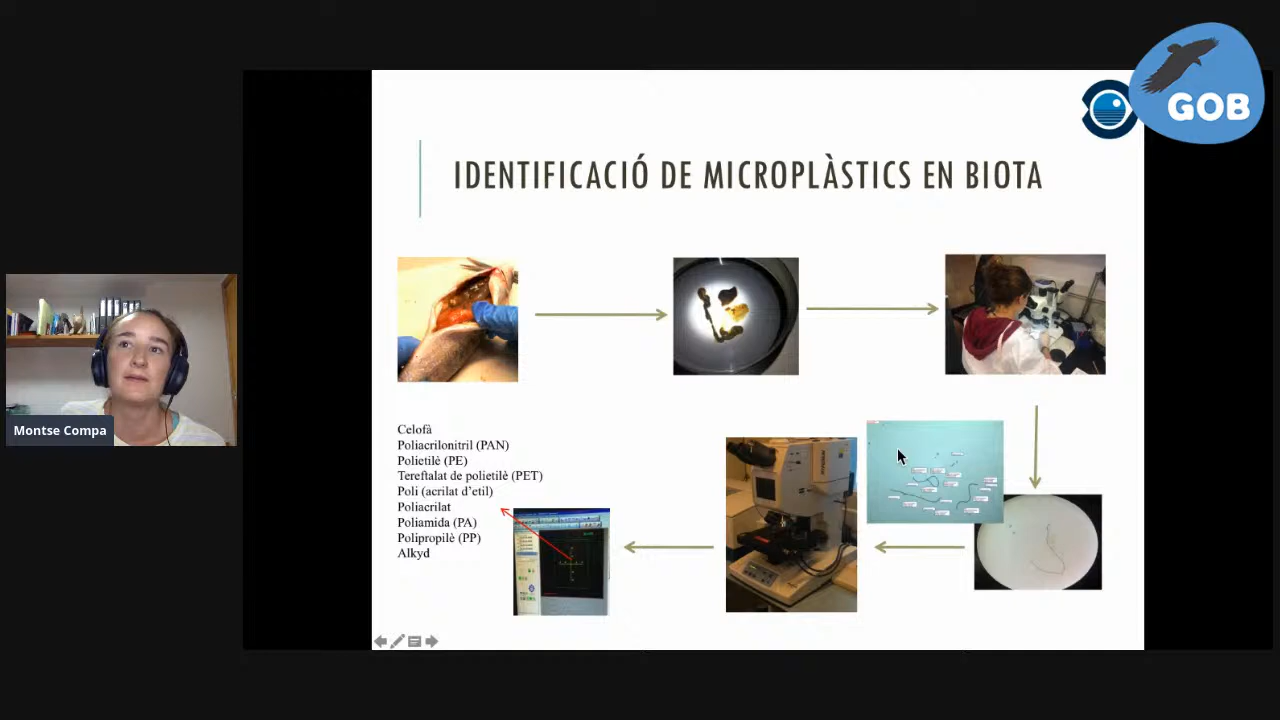 GOB
IDENTIFICACIÓ DE MICROPLÀSTICS EN BIOTA
Montse Compa
Celofà
Poliacrilonitril (PAN)
Polietilè (PE)
Tereftalat de polietilè (PET)
Poli (acrilat d’etil)
Poliacrilat
Poliamida (PA)
Polipropilè (PP)
Alkyd